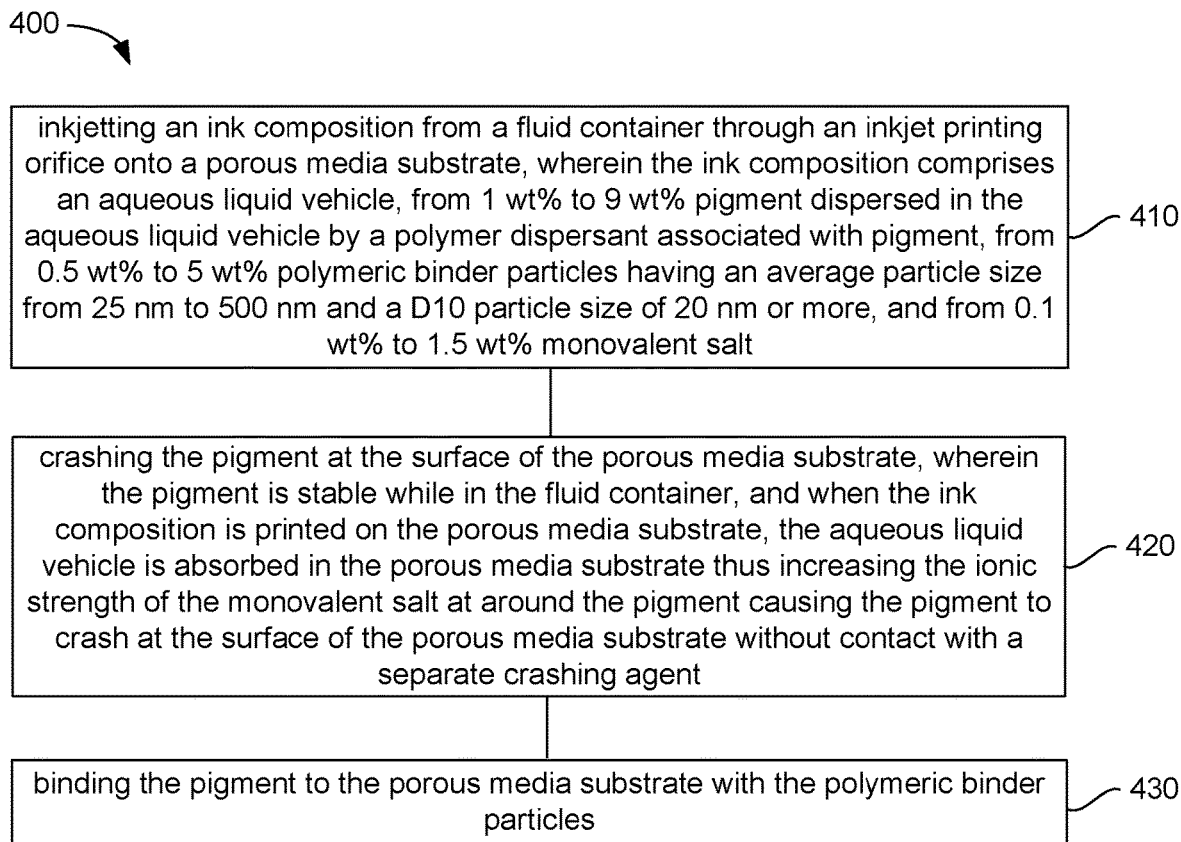 400
inkjetting an ink composition from a fluid container through an inkjet printing
orifice onto a porous media substrate, wherein the ink composition comprises
an aqueous liquid vehicle, from 1 wt% to 9 wt% pigment dispersed in the
aqueous liquid vehicle by a polymer dispersant associated with pigment, from
0.5 wt% to 5 wt% polymeric binder particles having an average particle size
from 25 nm to 500 nm and a D10 particle size of 20 nm or more, and from 0.1
wt% to 1.5 wt% monovalent salt
410
crashing the pigment at the surface of the porous media substrate, wherein
the pigment is stable while in the fluid container, and when the ink
composition is printed on the porous media substrate, the aqueous liquid
vehicle is absorbed in the porous media substrate thus increasing the ionic
strength of the monovalent salt at around the pigment causing the pigment to
crash at the surface of the porous media substrate without contact with a
separate crashing agent
420
binding the pigment to the porous media substrate with the polymeric binder
particles
430